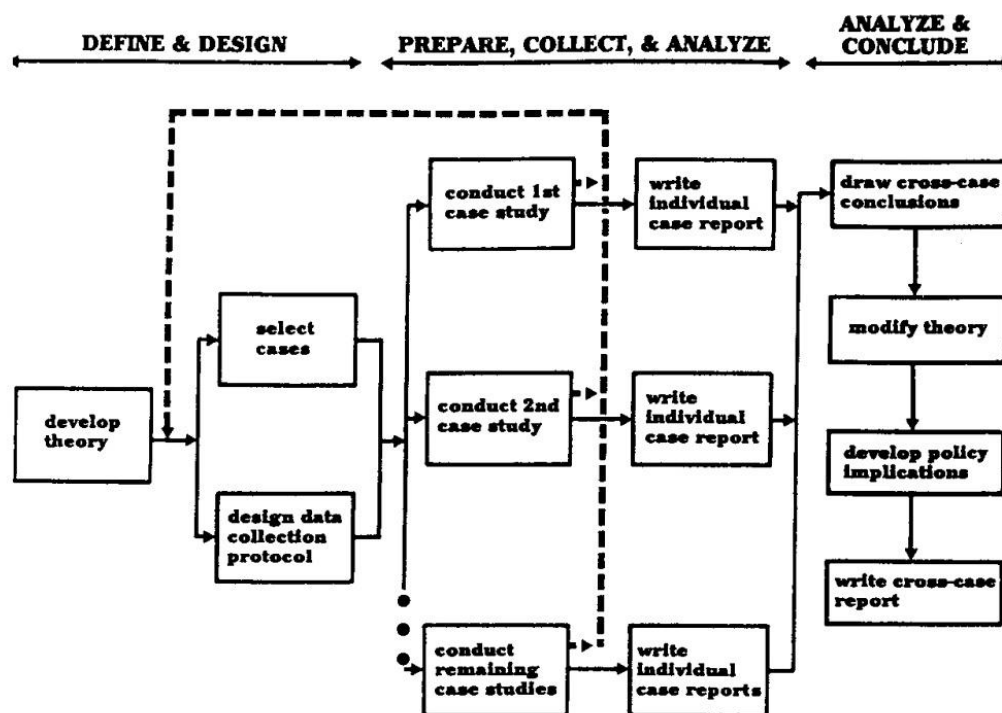 DEFINE & DESIGN
PREPARE, COLLECT, & ANALYZE
ANALYZE &
CONCLUDE
develop
theory
select
cases
design data
collection
protocol
conduct 1st
case study
write
individual
case report
conduct 2nd
case study
write
individual
case report
conduct
remaining
case studies
write
individual
case reports
draw cross-case
conclusions
modify theory
develop policy
implications
write cross-case
report